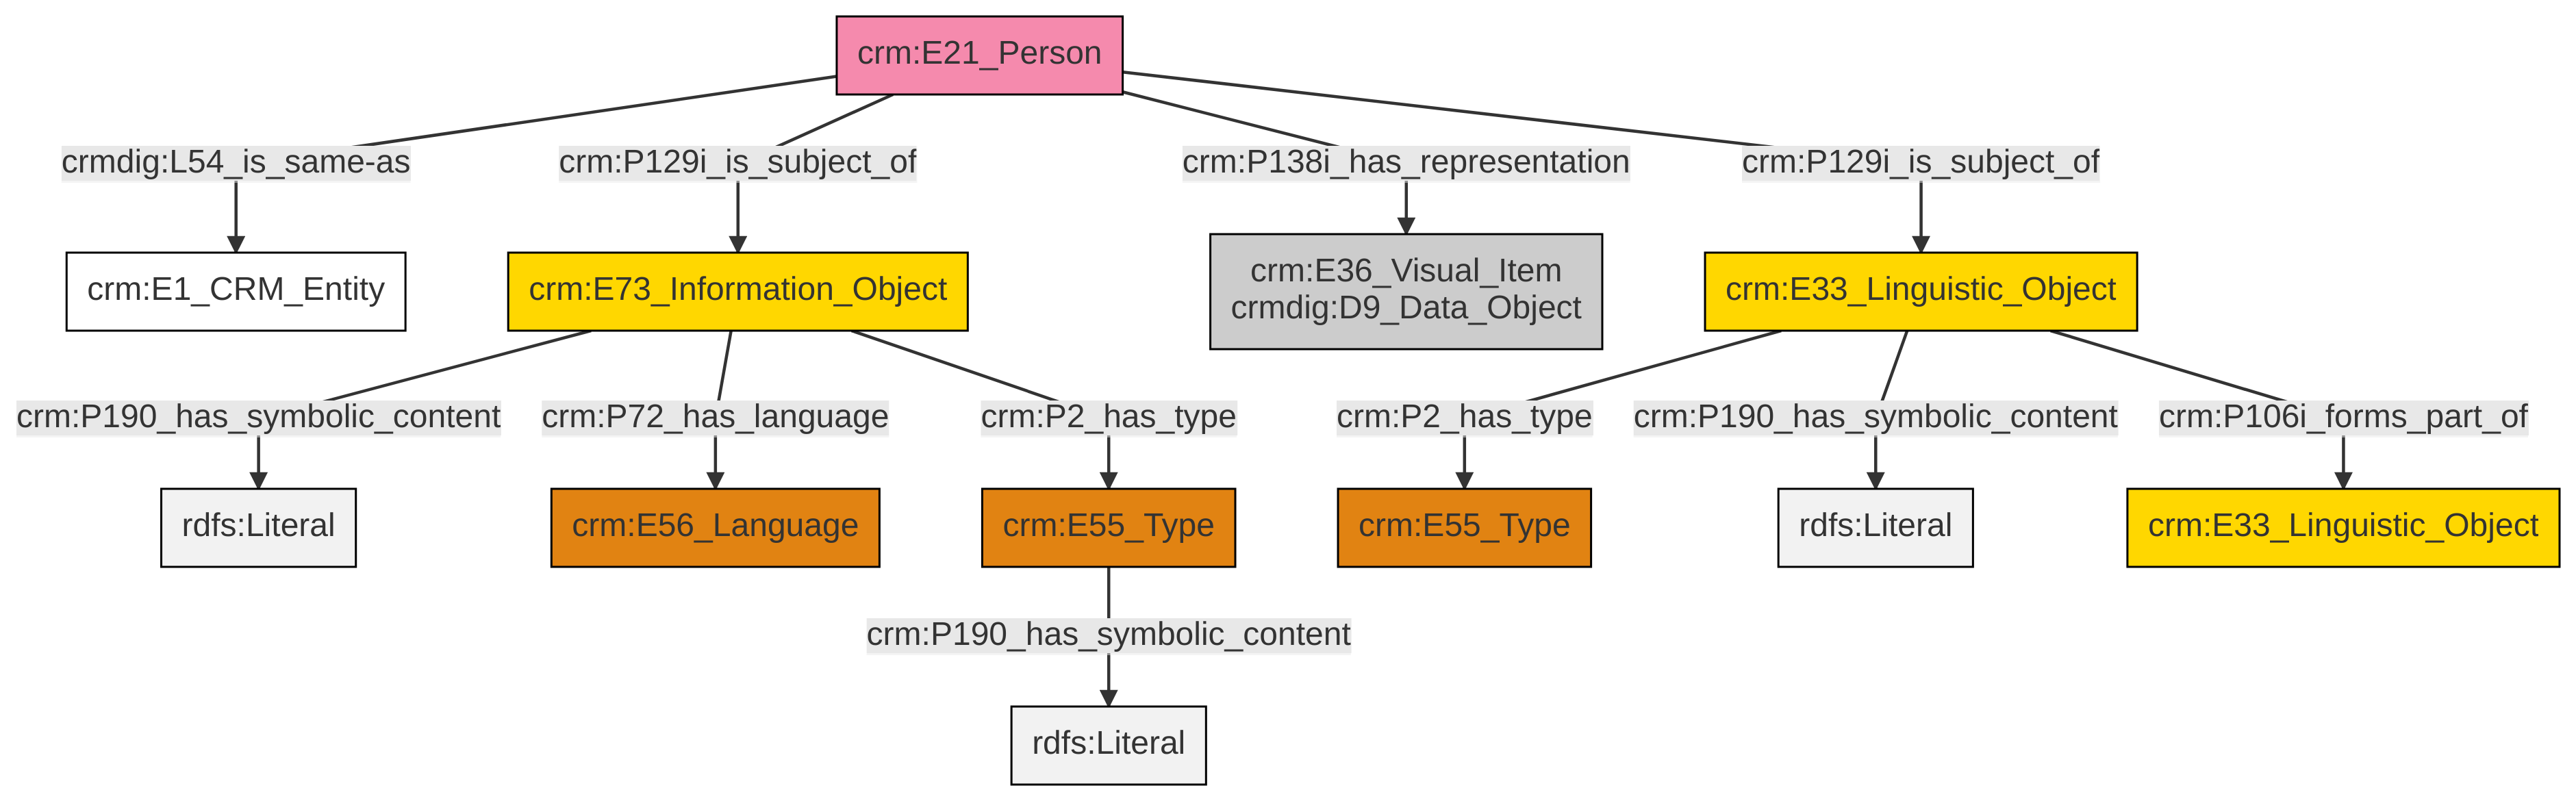 crm:E21_Person
crmdig:L54_is_same-as
crm:P129i_is_subject_of
crm:P138i_has_representation
crm:P129i_is_subject_of
crm:E1_CRM_Entity
crm:E73_Information_Object
crm:E36_Visual_Item
crmdig:D9_Data_Object
crm:E33_Linguistic_Object
crm:P190_has_symbolic_content
crm:P72_has_language
crm:P2_has_type
crm:P2_has_type
crm:P190_has_symbolic_content
crm:P106i_forms_part_of
rdfs:Literal
crm:E56_Language
crm:E55_Type
crm:E55_Type
rdfs:Literal
crm:E33_Linguistic_Object
crm:P190_has_symbolic_content
rdfs:Literal